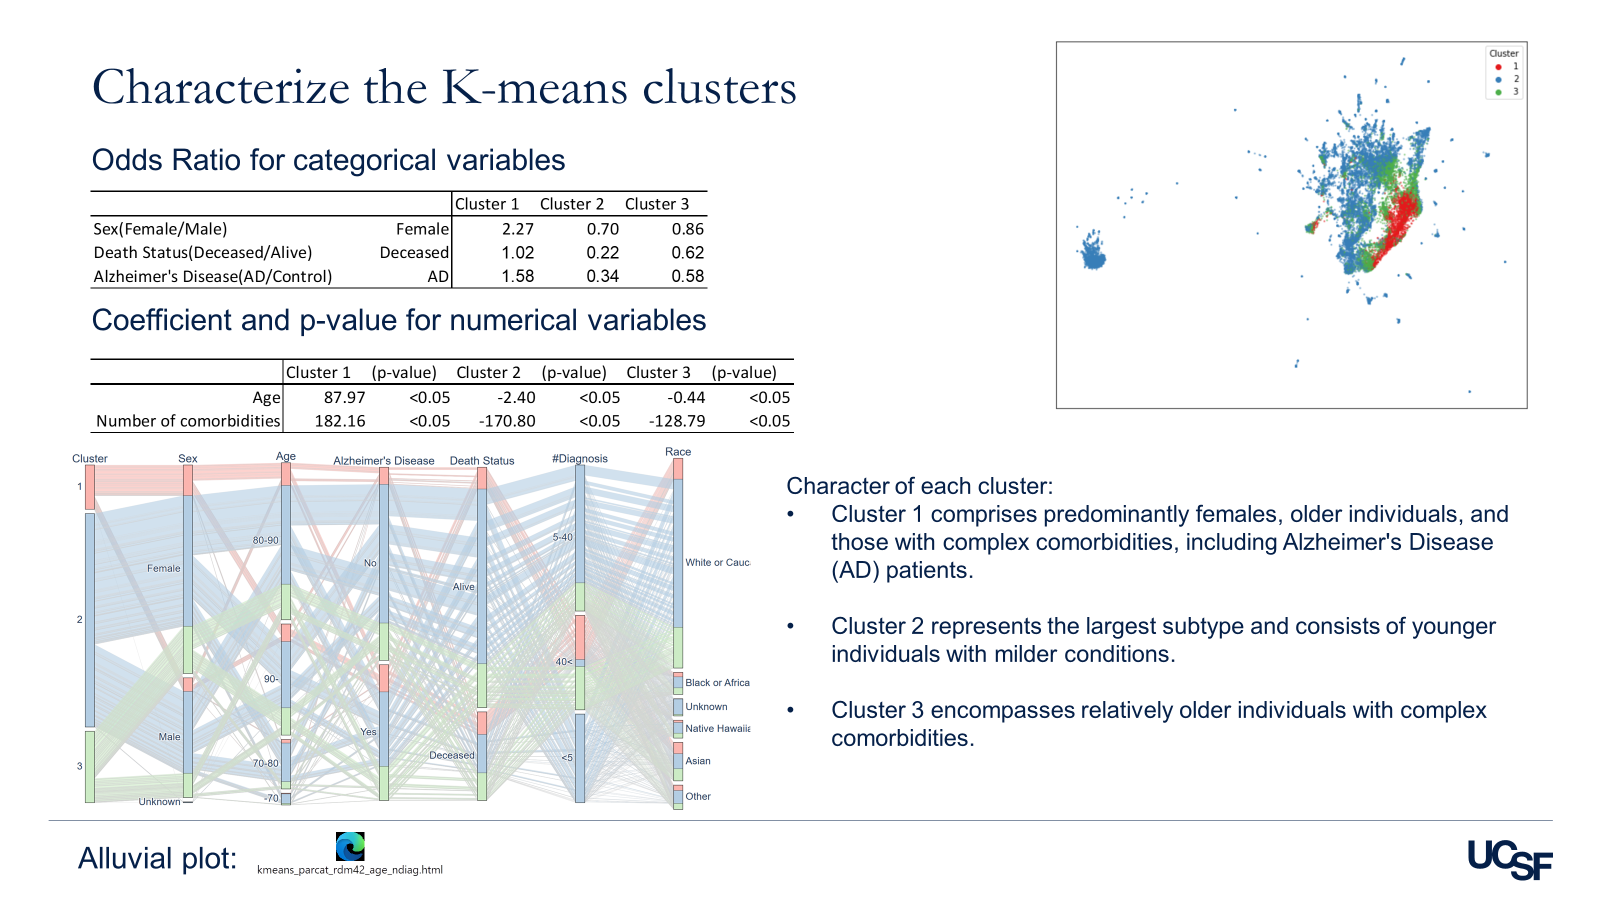 Characterize the K-means clusters
Cluster
1
2
3
Odds Ratio for categorical variables
Cluster 1 Cluster 2 Cluster 3
Sex(Female/Male) Female 2.27 0.70 0.86
Death Status(Deceased/Alive) Deceased 1.02 0.22 0.62
Alzheimer's Disease(AD/Control) AD 1.58 0.34 0.58
Coefficient and p-value for numerical variables
Cluster 1 (p-value) Cluster 2 (p-value) Cluster 3 (p-value)
Age 87.97 <0.05 -2.40 <0.05 -0.44 <0.05
Number of comorbidities 182.16 <0.05 -170.80 <0.05 -128.79 <0.05
Cluster Sex Age Alzheimer's Disease Death Status #Diagnosis Race
1
2
3
Female
Male
Unknown
80-90
90-
70-80
-70
No
Yes
Alive
Deceased
5-40
40<
<5
White or Cauc
Black or Africa
Unknown
Native Hawaiia
Asian
Other
Character of each cluster:
• Cluster 1 comprises predominantly females, older individuals, and
those with complex comorbidities, including Alzheimer's Disease
(AD) patients.
• Cluster 2 represents the largest subtype and consists of younger
individuals with milder conditions.
• Cluster 3 encompasses relatively older individuals with complex
comorbidities.
Alluvial plot:
kmeans_parcat_rdm42_age_ndiag.html
UCSF